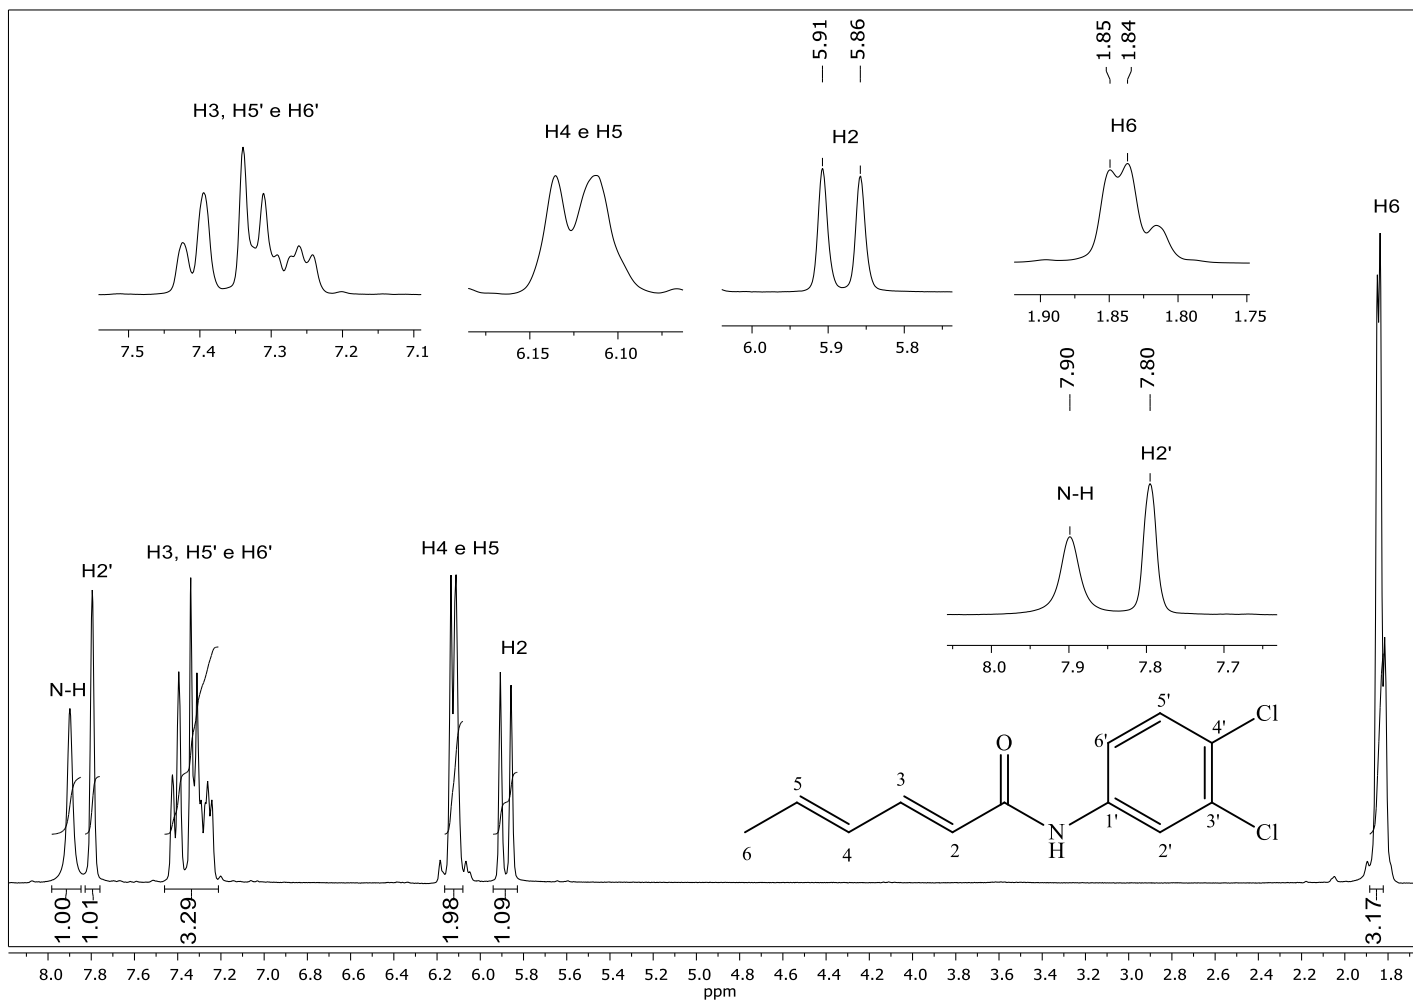 5.91 5.86 1.85 1.84
H3, H5' e H6'
H4 e H5
H2
H6
7.5 7.4 7.3 7.2 7.1
6.15 6.10
6.0 5.9 5.8
1.90 1.85 1.80 1.75
H6
7.90 7.80
N-H
H2'
8.0 7.9 7.8 7.7
N-H
H2'
H3, H5' e H6'
H4 e H5
H2
O
N
H
Cl
Cl
1'
2'
3'
4'
5'
6'
2
3
4
5
6
1.00 1.01 3.29 1.98 1.09 3.17
8.0 7.8 7.6 7.4 7.2 7.0 6.8 6.6 6.4 6.2 6.0 5.8 5.6 5.4 5.2 5.0 4.8 4.6 4.4 4.2 4.0 3.8 3.6 3.4 3.2 3.0 2.8 2.6 2.4 2.2 2.0 1.8
ppm